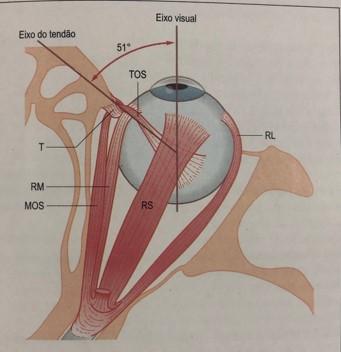 Eixo visual
Eixo do tendão
51°
TOS
T
RL
RM
MOS
RS